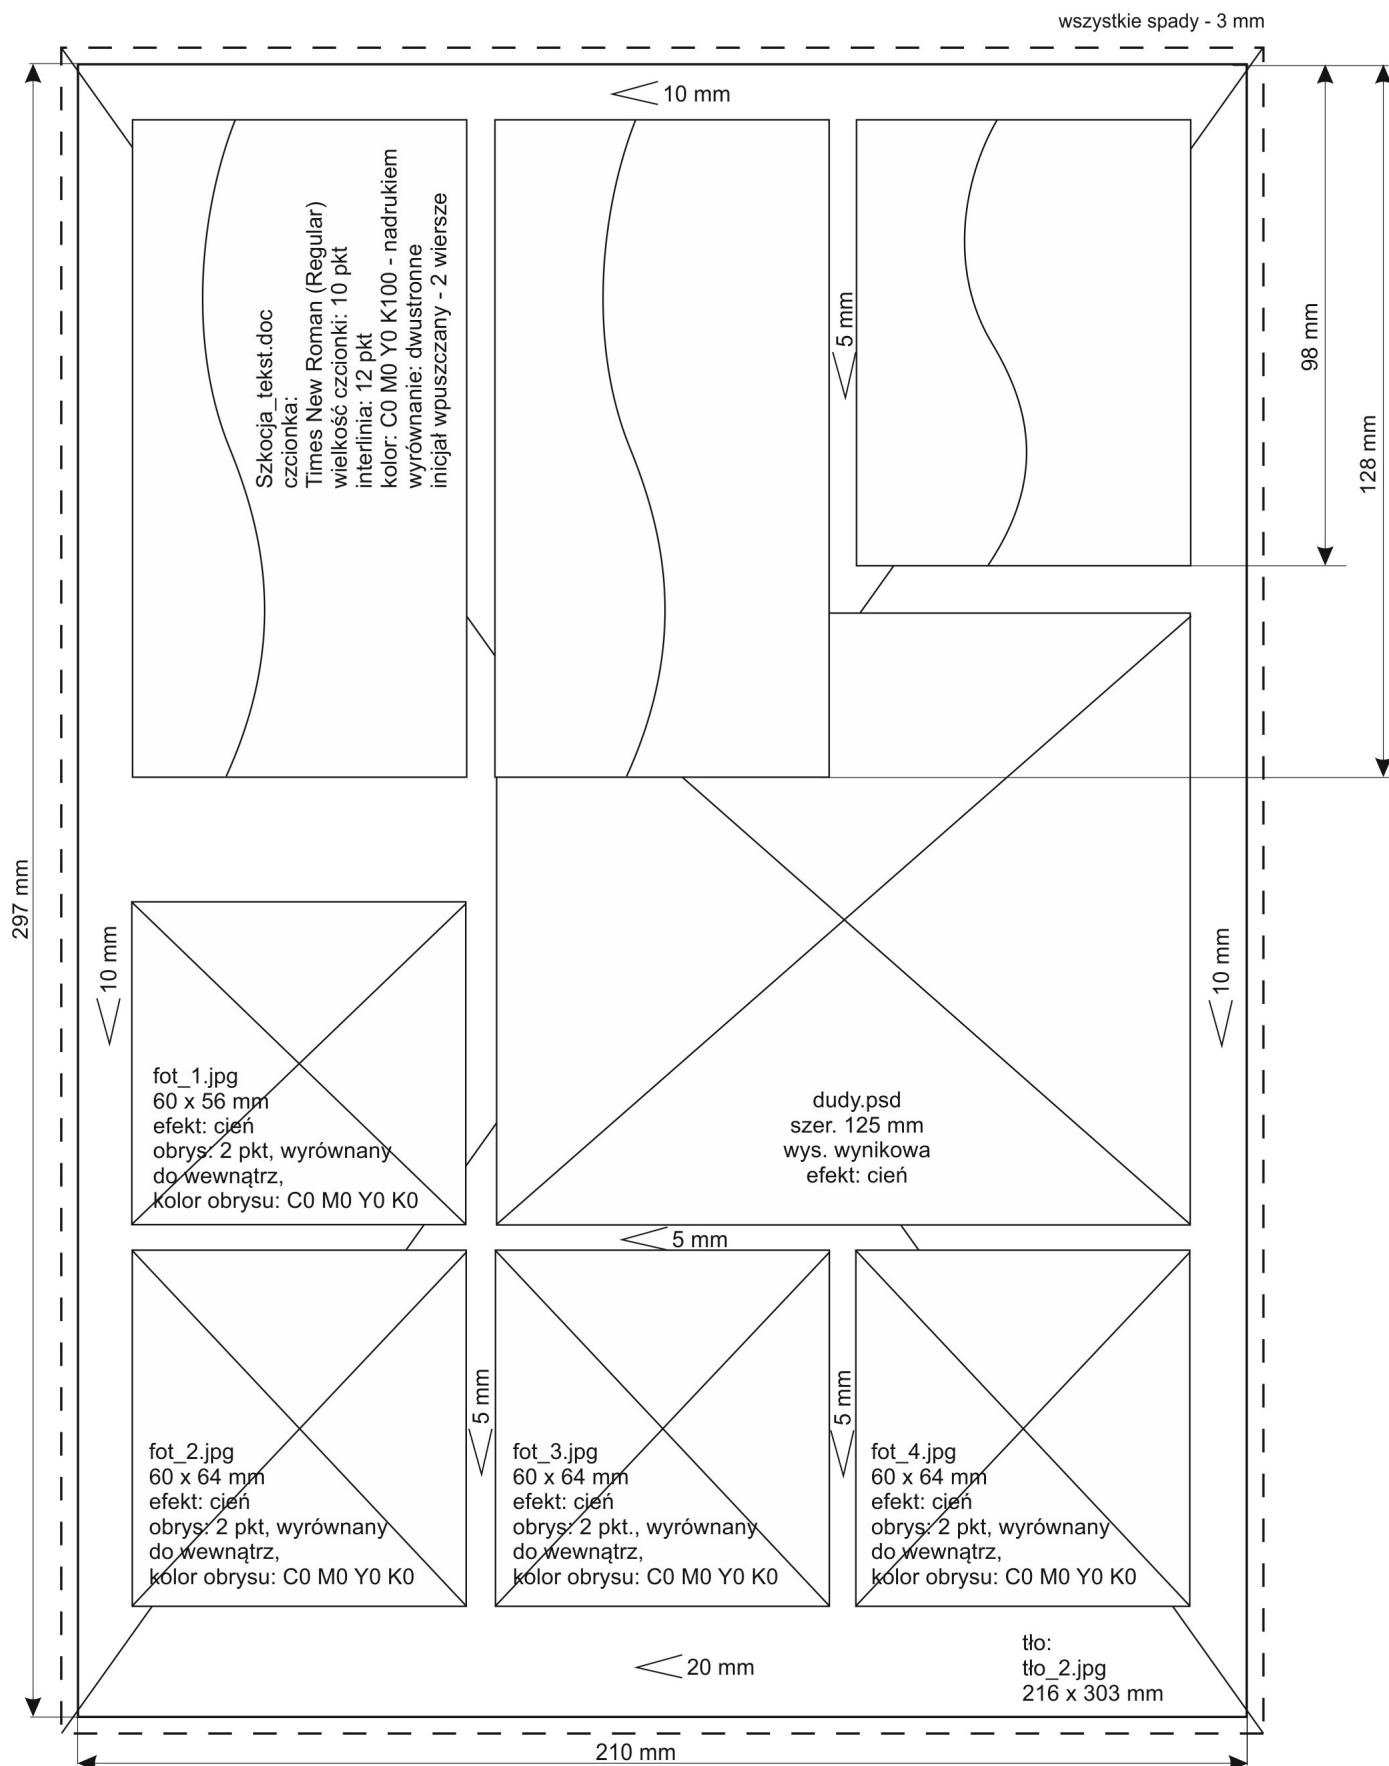 wszystkie spady - 3 mm
10 mm
Szkocja_tekst.doc
czcionka:
Times New Roman (Regular)
wielkość czcionki: 10 pkt
interlinia: 12 pkt
kolor: C0 M0 Y0 K100 - nadrukiem
wyrównanie: dwustronne
inicjał wpuszczany - 2 wiersze
5 mm
98 mm
128 mm
297 mm
10 mm
10 mm
fot_1.jpg
60 x 56 mm
efekt: cień
obrys: 2 pkt, wyrównany
do wewnątrz,
kolor obrysu: C0 M0 Y0 K0
dudy.psd
szer. 125 mm
wys. wynikowa
efekt: cień
5 mm
fot_2.jpg
60 x 64 mm
efekt: cień
obrys: 2 pkt, wyrównany
do wewnątrz,
kolor obrysu: C0 M0 Y0 K0
5 mm
fot_3.jpg
60 x 64 mm
efekt: cień
obrys: 2 pkt., wyrównany
do wewnątrz,
kolor obrysu: C0 M0 Y0 K0
5 mm
fot_4.jpg
60 x 64 mm
efekt: cień
obrys: 2 pkt, wyrównany
do wewnątrz,
kolor obrysu: C0 M0 Y0 K0
20 mm
tło:
tło_2.jpg
216 x 303 mm
210 mm